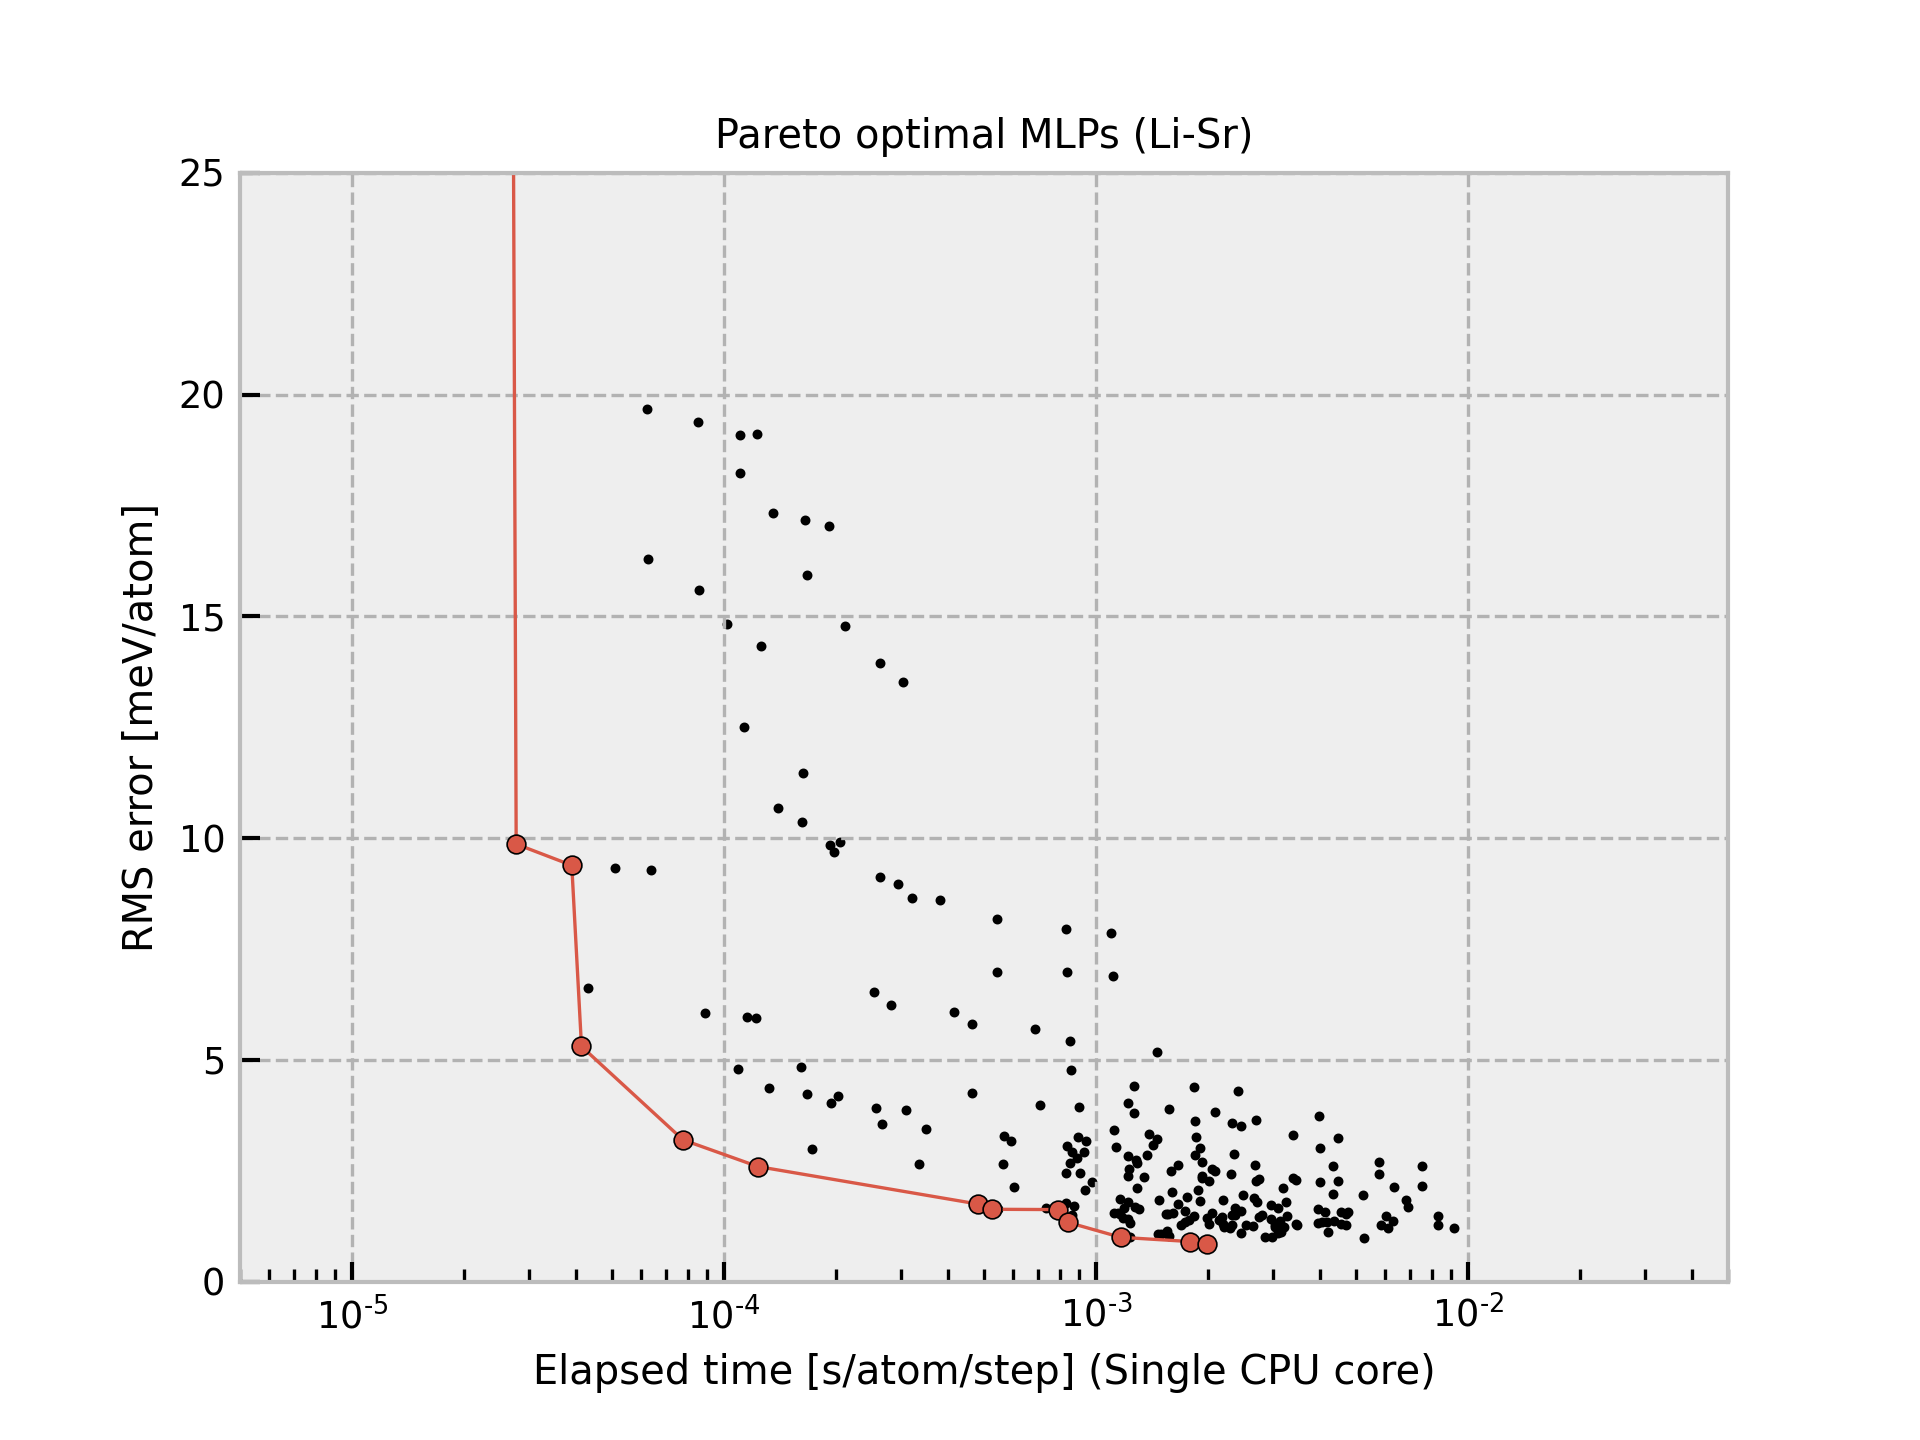 Pareto optimal MLPs (Li-Sr)
25
20
15
10
5
0
RMS error [meV/atom]
10⁻⁵ 10⁻⁴ 10⁻³ 10⁻²
Elapsed time [s/atom/step] (Single CPU core)